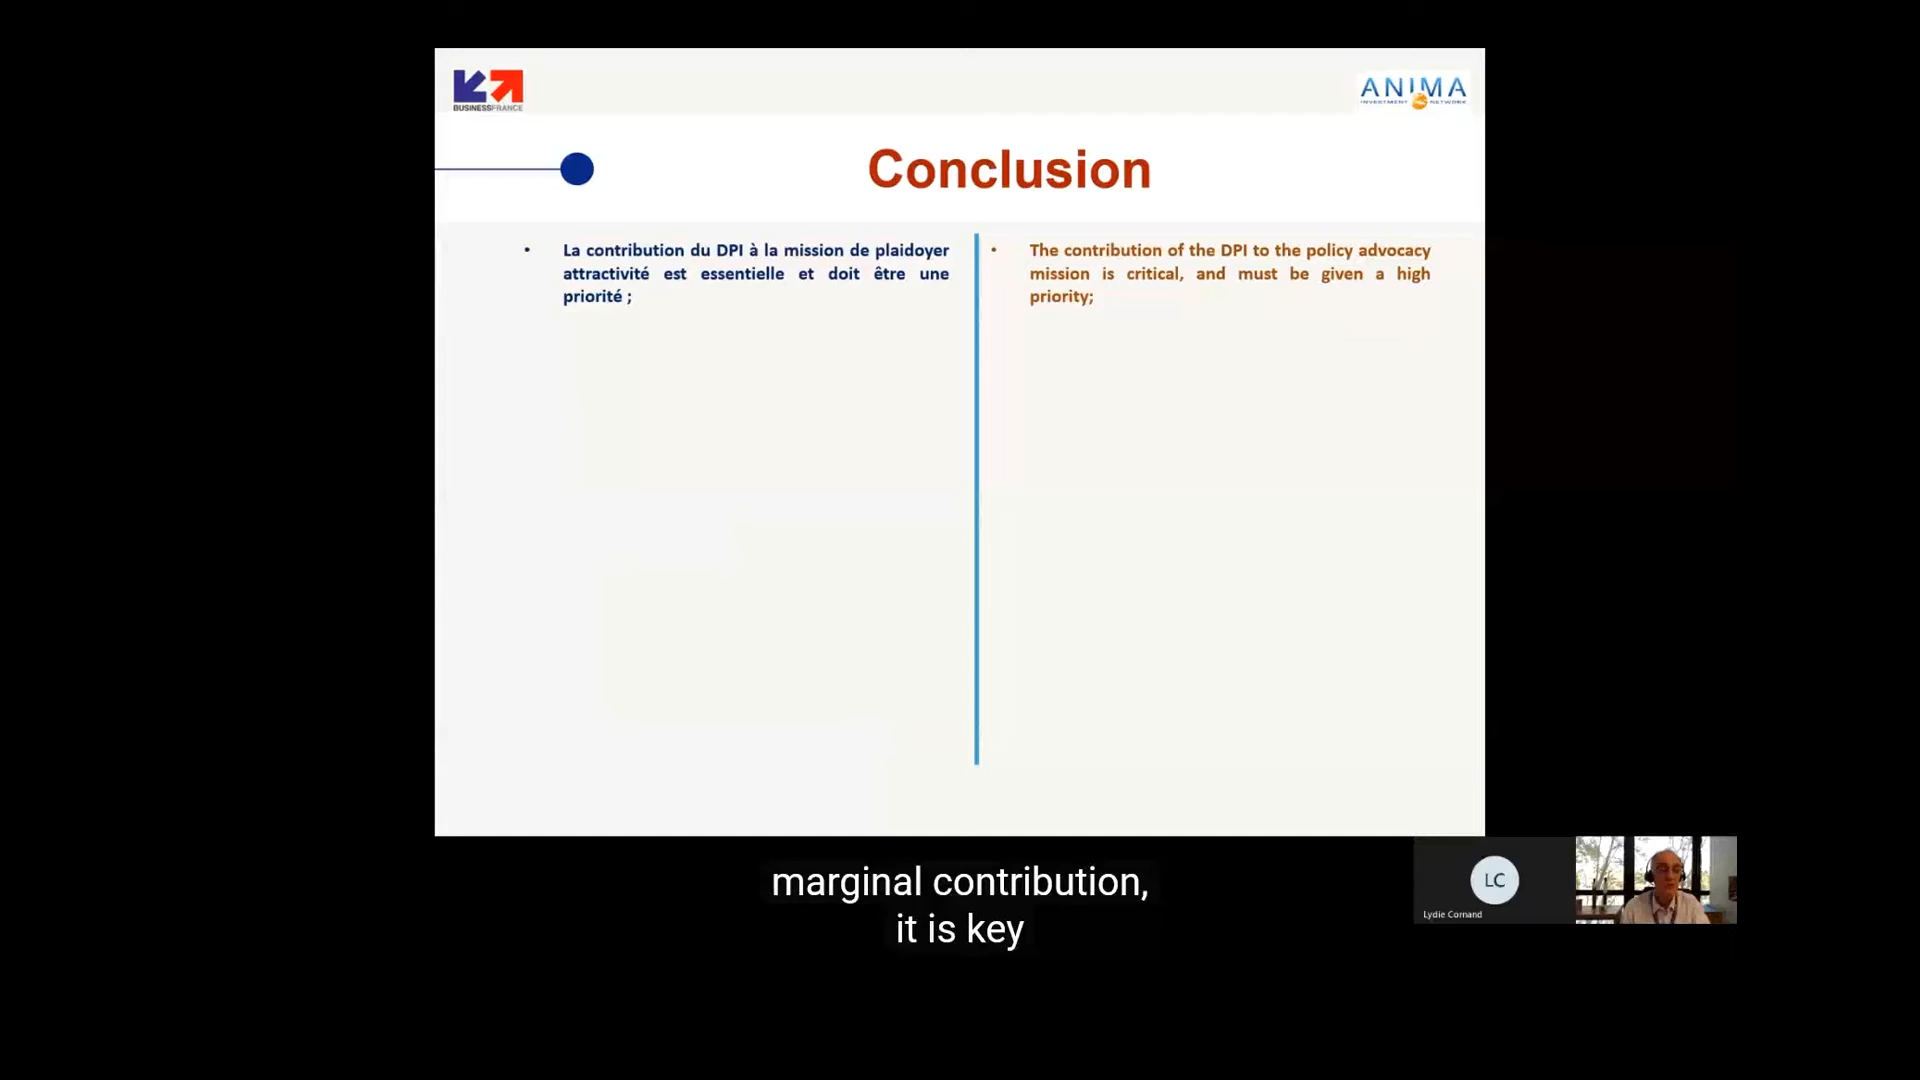 BUSINESSFRANCE
ANIMA
INVESTMENT NETWORK
Conclusion
• La contribution du DPI à la mission de plaidoyer
attractivité est essentielle et doit être une
priorité ;
• The contribution of the DPI to the policy advocacy
mission is critical, and must be given a high
priority;
marginal contribution,
it is key
LC
Lydie Cornand